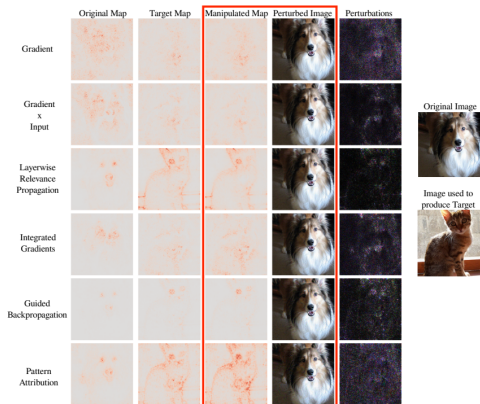 Original Map Target Map Manipulated Map Perturbed Image Perturbations
Gradient
Gradient
x
Input
Layerwise
Relevance
Propagation
Integrated
Gradients
Guided
Backpropagation
Pattern
Attribution
Original Image
Image used to
produce Target